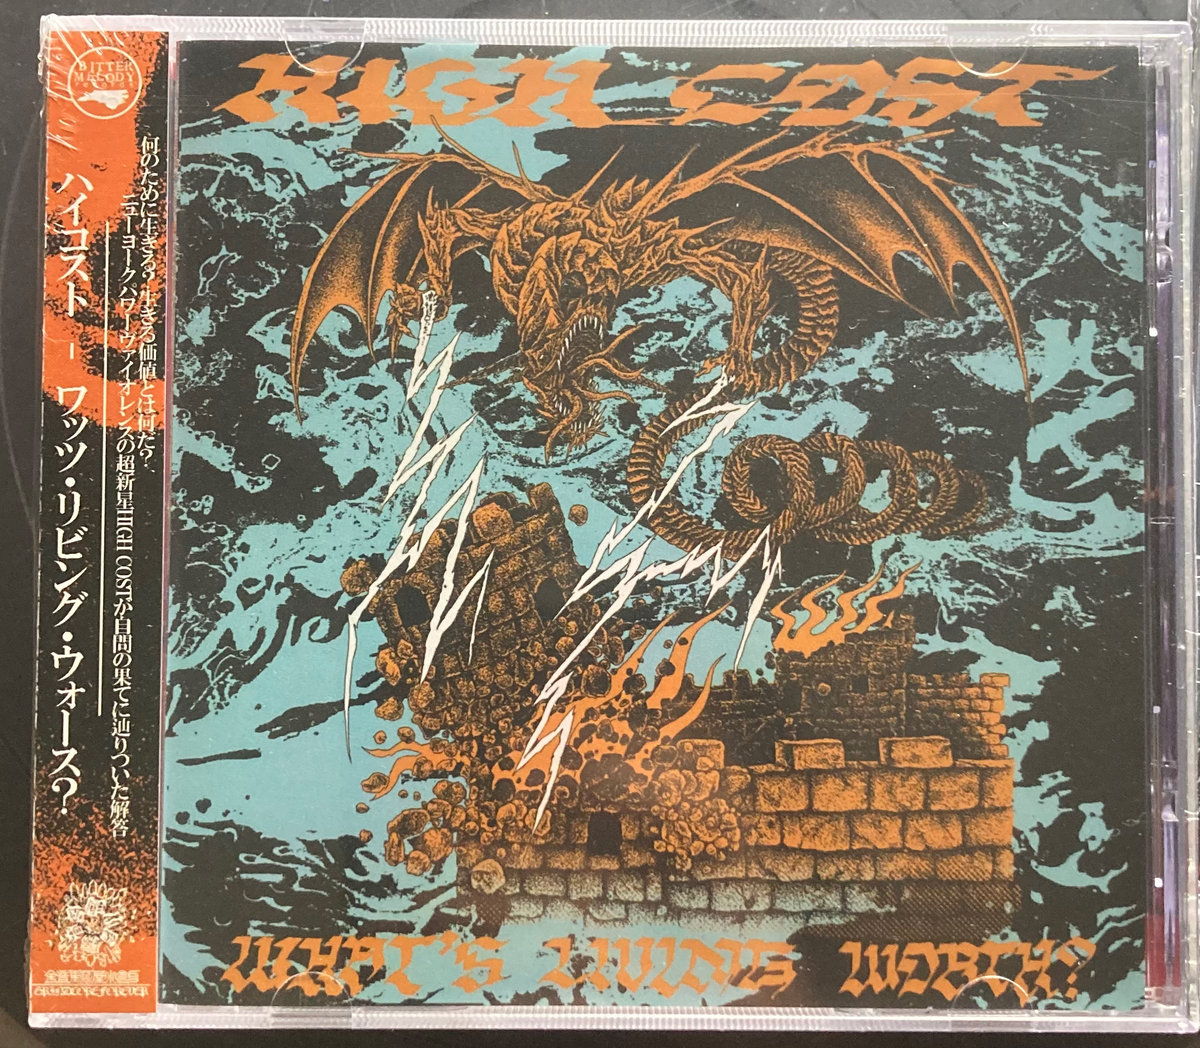 BITTER
MELODY
RECORDS
HIGH COST
何のために生きる?生きる価値とは何だ?
ニューヨークパワーヴァイオレンスの超新星HIGH COSTが自問の果てに辿りついた解答
ハイコスト - ワッツ・リビング・ウォース?
WHAT'S LIVING WORTH?
GRINDCORE FOREVER